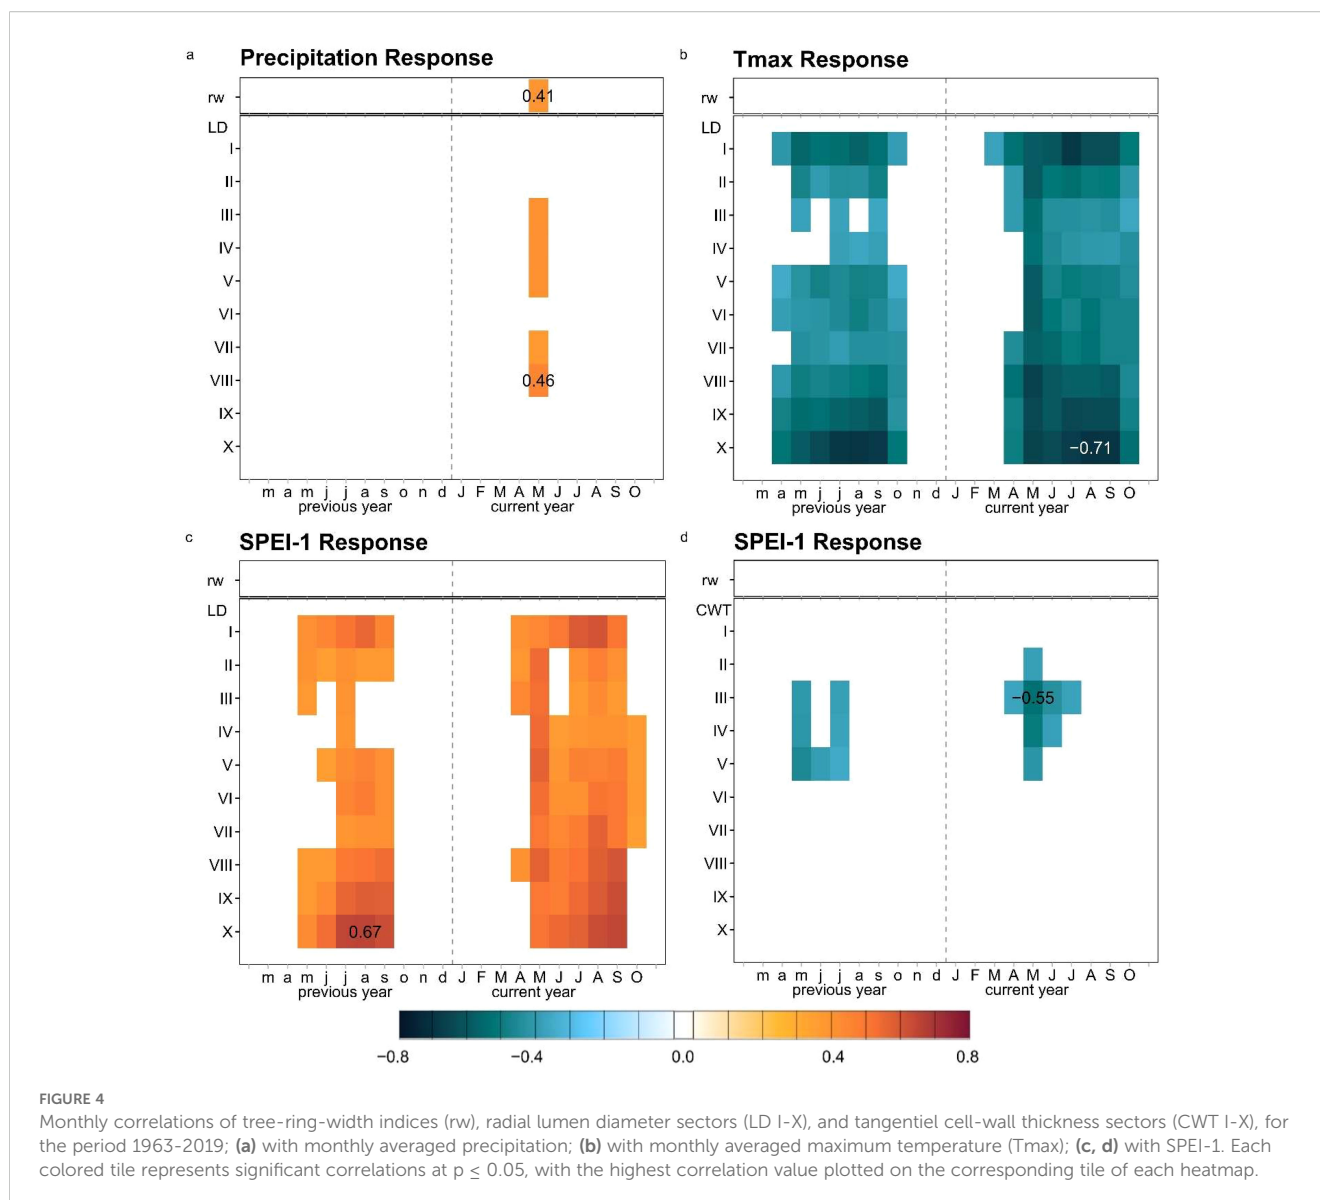 a Precipitation Response
rw
0.41
LD
I
II
III
IV
V
VI
VII
VIII
0.46
IX
X
m a m j j a s o n d J F M A M J J A S O
previous year current year
b Tmax Response
rw
LD
I
II
III
IV
V
VI
VII
VIII
IX
X
−0.71
m a m j j a s o n d J F M A M J J A S O
previous year current year
c SPEI-1 Response
rw
LD
I
II
III
IV
V
VI
VII
VIII
IX
X
0.67
m a m j j a s o n d J F M A M J J A S O
previous year current year
d SPEI-1 Response
rw
CWT
I
II
III
−0.55
IV
V
VI
VII
VIII
IX
X
m a m j j a s o n d J F M A M J J A S O
previous year current year
−0.8 −0.4 0.0 0.4 0.8
FIGURE 4
Monthly correlations of tree-ring-width indices (rw), radial lumen diameter sectors (LD I-X), and tangentiel cell-wall thickness sectors (CWT I-X), for
the period 1963-2019; (a) with monthly averaged precipitation; (b) with monthly averaged maximum temperature (Tmax); (c, d) with SPEI-1. Each
colored tile represents significant correlations at p ≤ 0.05, with the highest correlation value plotted on the corresponding tile of each heatmap.